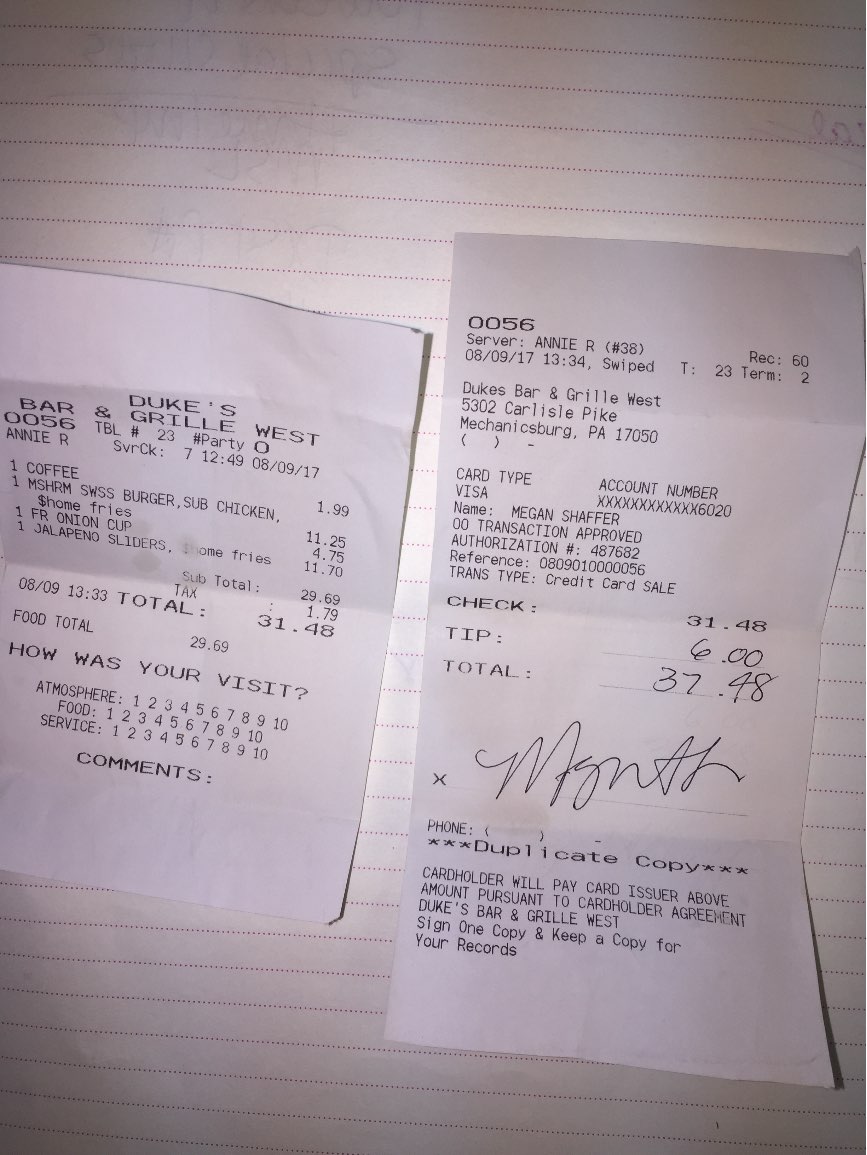 DUKE'S
BAR & GRILLE WEST
0056 TBL # 23 #Party 0
ANNIE R SvrCk: 7 12:49 08/09/17
1 COFFEE 1.99
1 MSHRM SWSS BURGER,SUB CHICKEN,
$home fries 11.25
1 FR ONION CUP 4.75
1 JALAPENO SLIDERS, home fries 11.70
Sub Total: 29.69
TAX : 1.79
08/09 13:33 TOTAL: 31.48
FOOD TOTAL 29.69
HOW WAS YOUR VISIT?
ATMOSPHERE: 1 2 3 4 5 6 7 8 9 10
FOOD: 1 2 3 4 5 6 7 8 9 10
SERVICE: 1 2 3 4 5 6 7 8 9 10
COMMENTS:
0056
Server: ANNIE R (#38) Rec: 60
08/09/17 13:34, Swiped T: 23 Term: 2
Dukes Bar & Grille West
5302 Carlisle Pike
Mechanicsburg, PA 17050
( ) -
CARD TYPE ACCOUNT NUMBER
VISA XXXXXXXXXXXX6020
Name: MEGAN SHAFFER
00 TRANSACTION APPROVED
AUTHORIZATION #: 487682
Reference: 0809010000056
TRANS TYPE: Credit Card SALE
CHECK: 31.48
TIP: 6.00
TOTAL: 37.48
X
PHONE: ( ) -
***Duplicate Copy***
CARDHOLDER WILL PAY CARD ISSUER ABOVE
AMOUNT PURSUANT TO CARDHOLDER AGREEMENT
DUKE'S BAR & GRILLE WEST
Sign One Copy & Keep a Copy for
Your Records